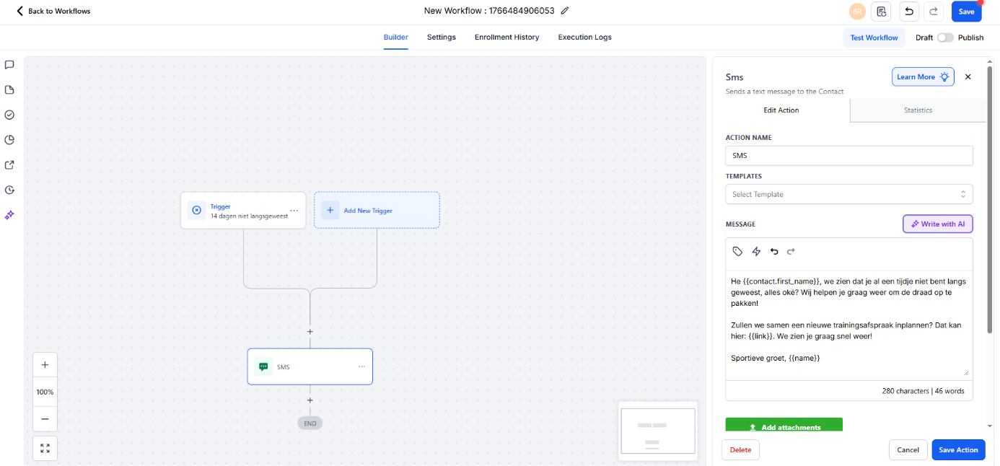 Back to Workflows
New Workflow : 1766484906053
BR
Save
Builder
Settings
Enrollment History
Execution Logs
Test Workflow
Draft
Publish
Trigger
14 dagen niet langsgeweest
Add New Trigger
SMS
END
100%
Sms
Learn More
Sends a text message to the Contact
Edit Action
Statistics
ACTION NAME
SMS
TEMPLATES
Select Template
MESSAGE
Write with AI
He {{contact.first_name}}, we zien dat je al een tijdje niet bent langs
geweest, alles oké? Wij helpen je graag weer om de draad op te
pakken!
Zullen we samen een nieuwe trainingsafspraak inplannen? Dat kan
hier: {{link}}. We zien je graag snel weer!
Sportieve groet, {{name}}
280 characters | 46 words
Add attachments
Delete
Cancel
Save Action